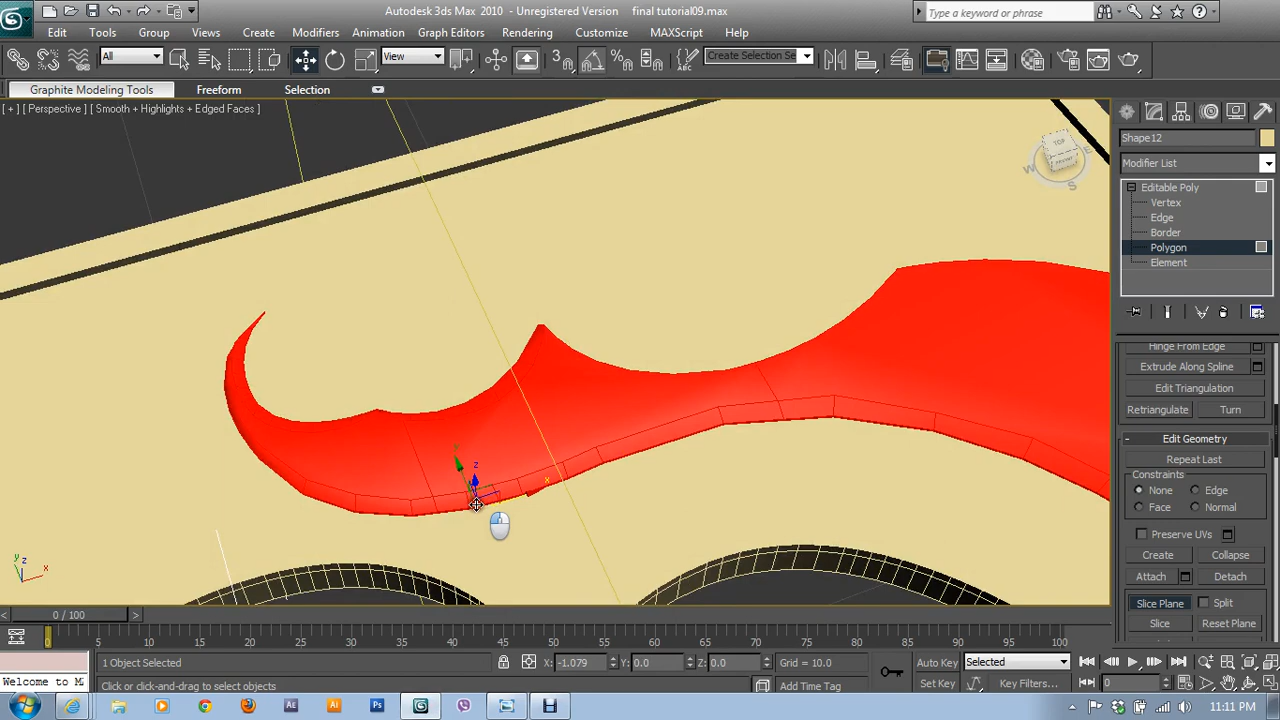 Autodesk 3ds Max 2010 - Unregistered Version final tutorial09.max
Type a keyword or phrase
Edit Tools Group Views Create Modifiers Animation Graph Editors Rendering Customize MAXScript Help
All View Create Selection Se
Graphite Modeling Tools Freeform Selection
[ + ] [ Perspective ] [ Smooth + Highlights + Edged Faces ]
TOP
FRONT
W
E
S
Shape12
Modifier List
Editable Poly
Vertex
Edge
Border
Polygon
Element
Hinge From Edge
Extrude Along Spline
Edit Triangulation
Retriangulate Turn
- Edit Geometry
Repeat Last
Constraints
None Edge
Face Normal
Preserve UVs
Create Collapse
Attach Detach
Slice Plane Split
Slice Reset Plane
z
x
y
z
x
< 0 / 100 >
0 5 10 15 20 25 30 35 40 45 50 55 60 65 70 75 80 85 90 95 100
1 Object Selected X: -1.079 Y: 0.0 Z: 0.0 Grid = 10.0 Auto Key Selected
Welcome to M Click or click-and-drag to select objects Add Time Tag Set Key Key Filters... 0
Ae Ai Ps 11:11 PM